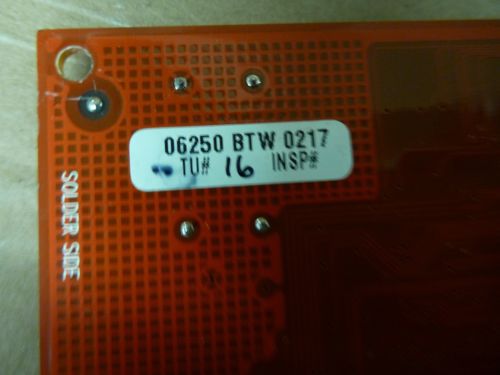 06250 BTW 0217
TU# 16 INSP#
SOLDER SIDE